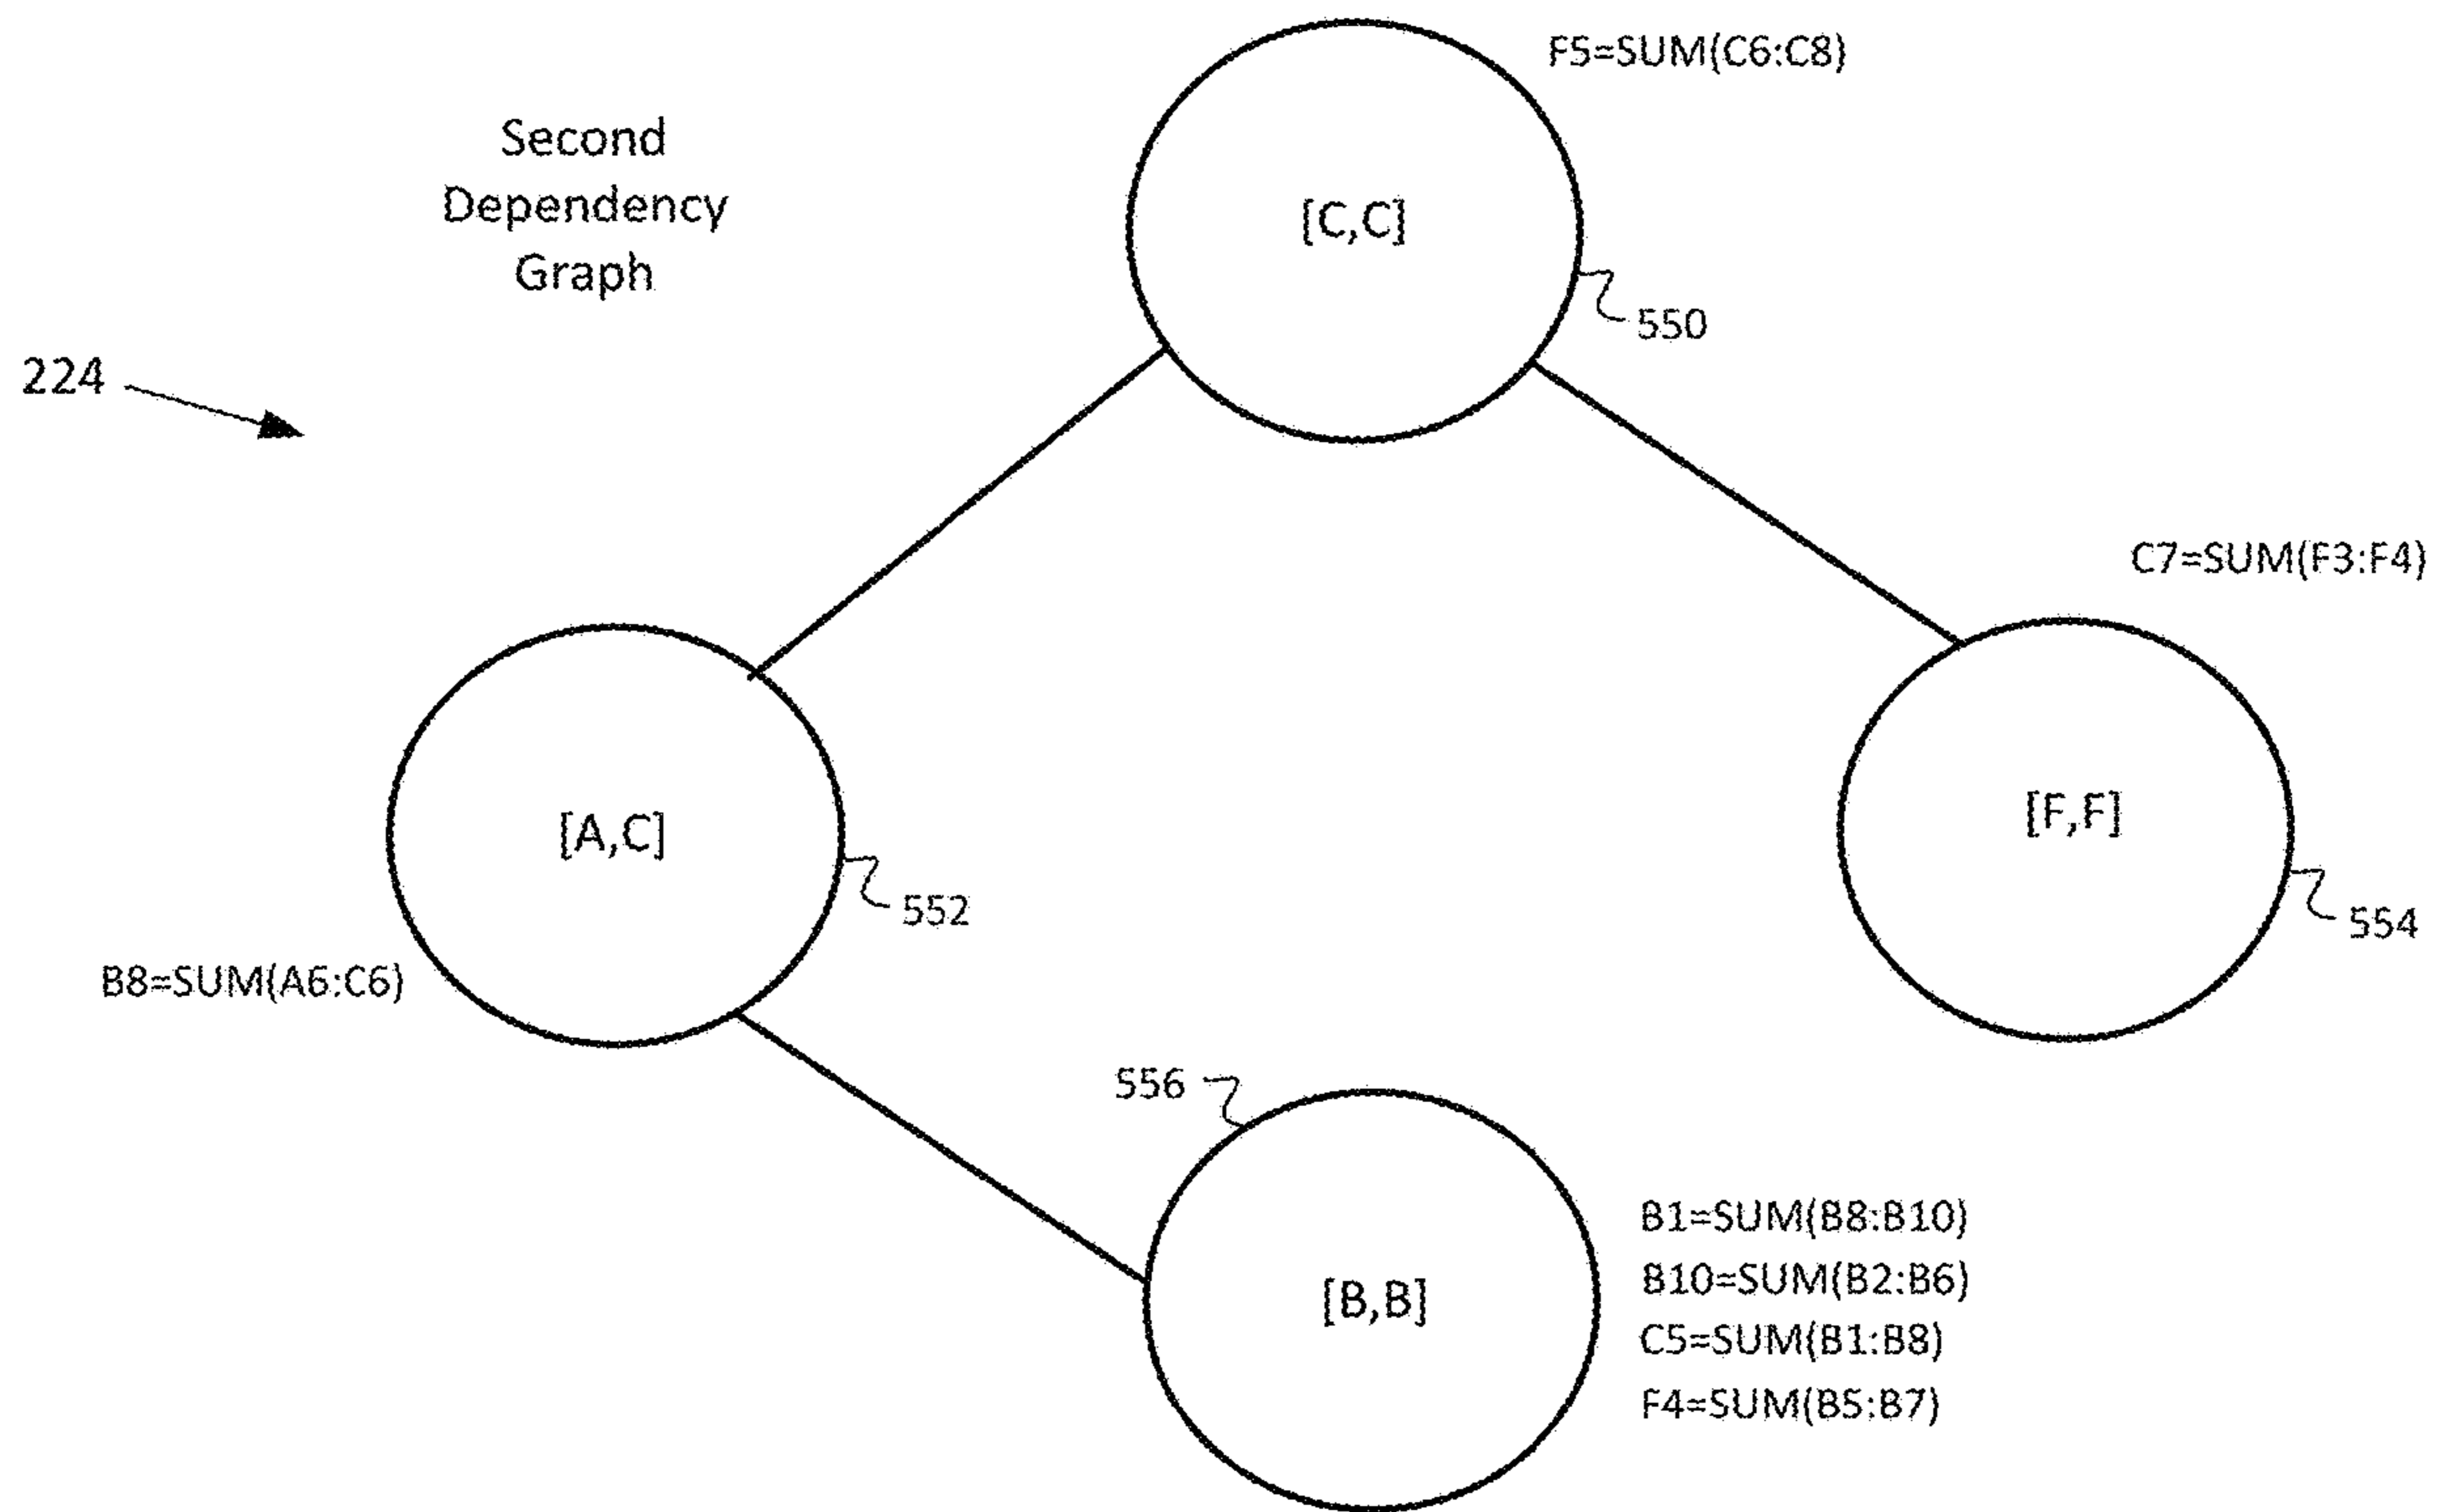 F5=SUM(C6:C8)
Second
Dependency
Graph
[C,C]
550
224
C7=SUM(F3:F4)
[A,C]
[F,F]
552
554
B8=SUM(A6:C6)
556
B1=SUM(B8:B10)
B10=SUM(B2:B6)
[B,B]
C5=SUM(B1:B8)
F4=SUM(B5:B7)